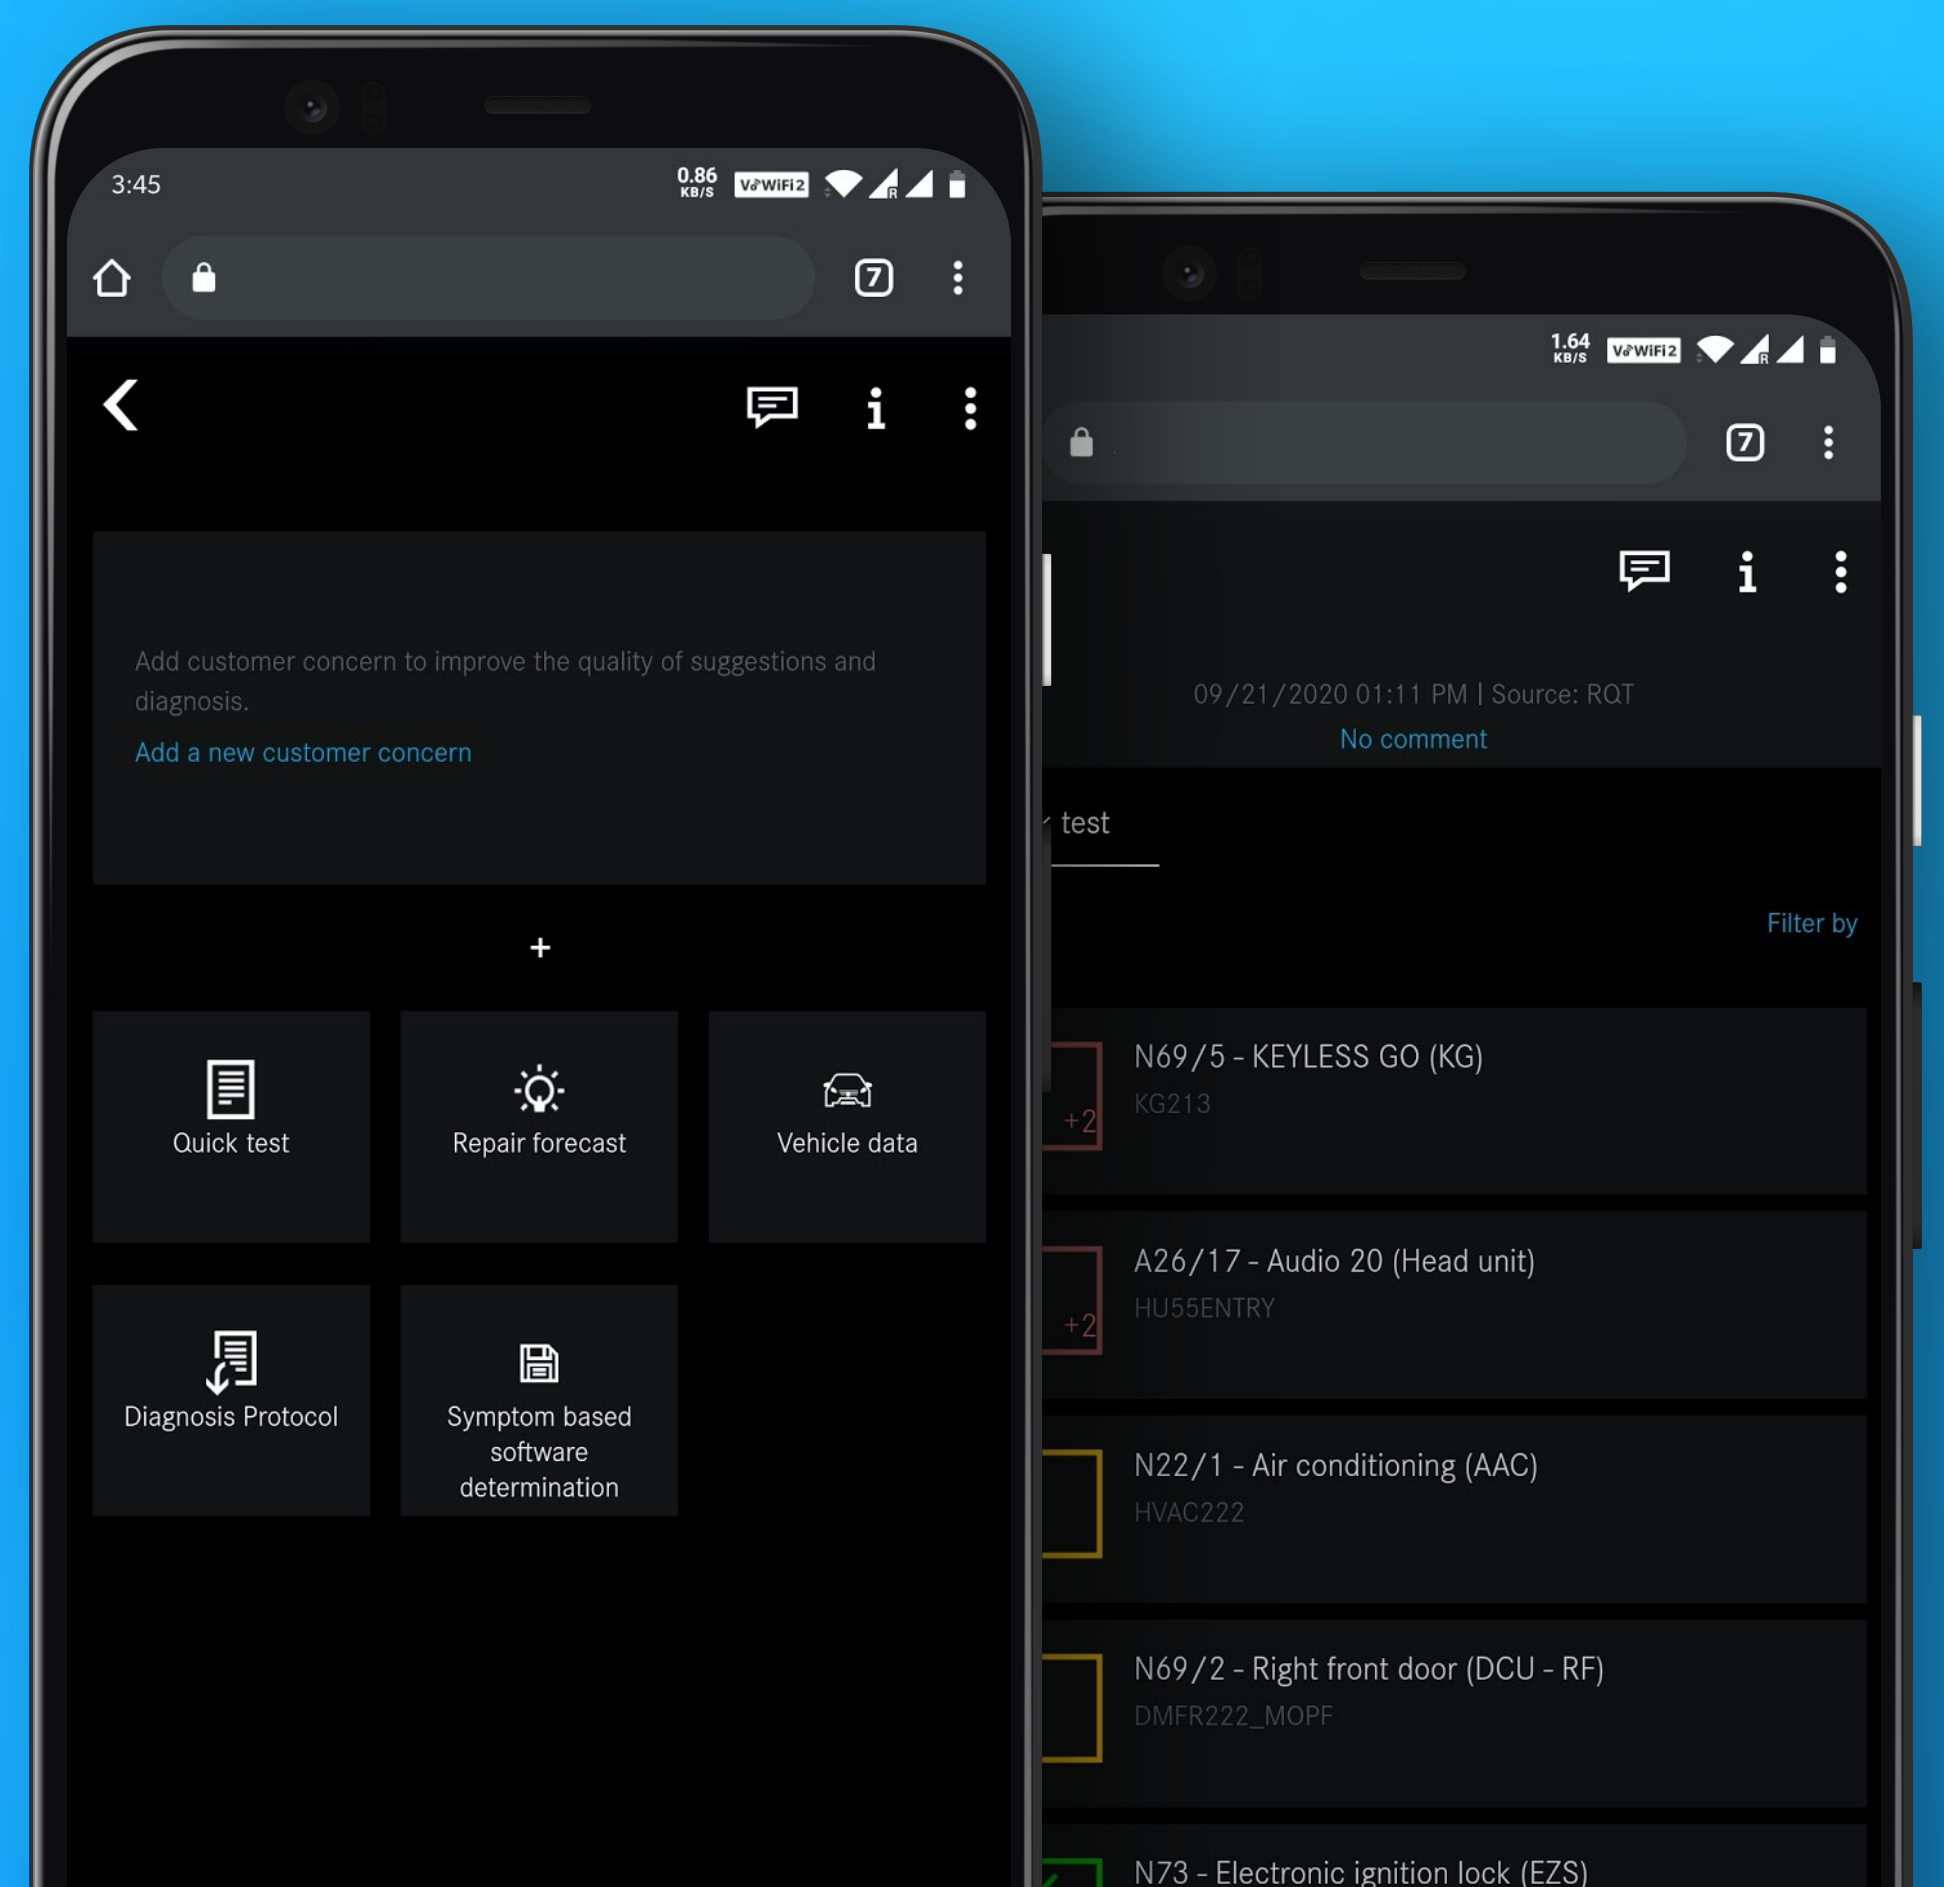 3:45
0.86
KB/S
VoWiFi 2
R
7
Add customer concern to improve the quality of suggestions and
diagnosis.
Add a new customer concern
+
Quick test
Repair forecast
Vehicle data
Diagnosis Protocol
Symptom based
software
determination
1.64
KB/S
VoWiFi 2
R
7
09/21/2020 01:11 PM | Source: RQT
No comment
test
Filter by
+2
N69/5 - KEYLESS GO (KG)
KG213
+2
A26/17 - Audio 20 (Head unit)
HU55ENTRY
N22/1 - Air conditioning (AAC)
HVAC222
N69/2 - Right front door (DCU - RF)
DMFR222_MOPF
N73 - Electronic ignition lock (EZS)